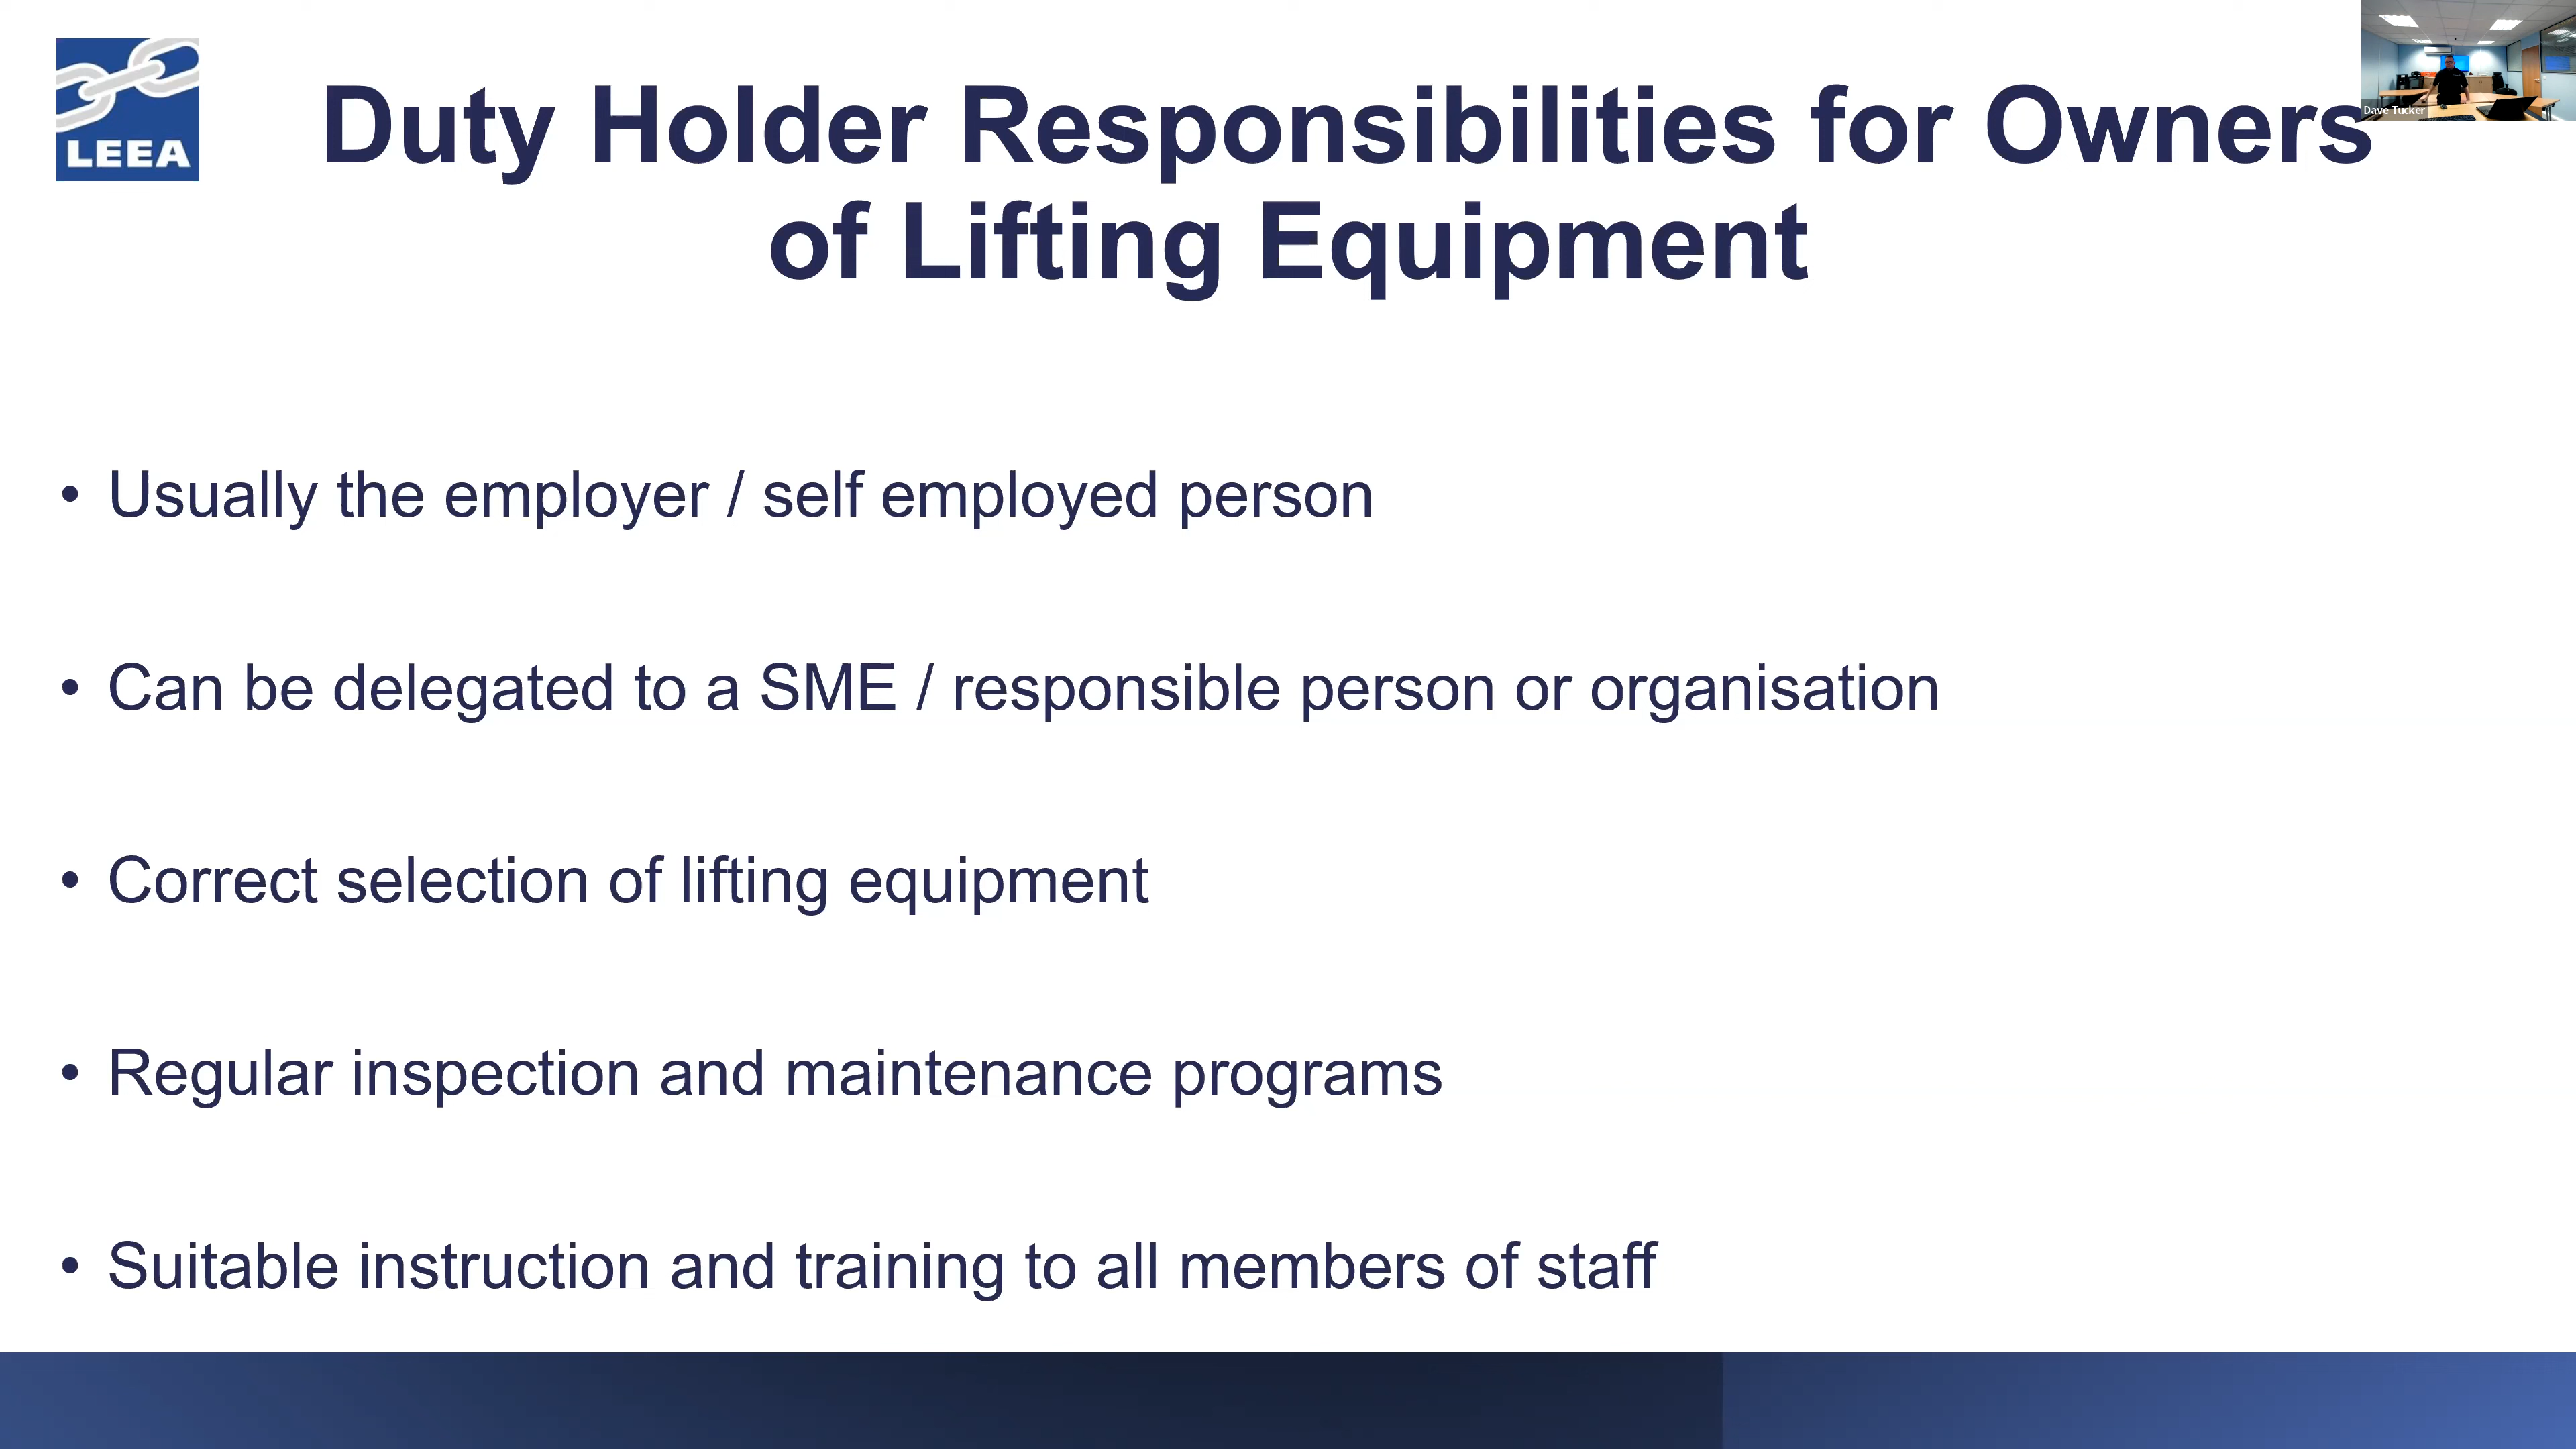 LEEA
Dave Tucker
Duty Holder Responsibilities for Owners
of Lifting Equipment
• Usually the employer / self employed person
• Can be delegated to a SME / responsible person or organisation
• Correct selection of lifting equipment
• Regular inspection and maintenance programs
• Suitable instruction and training to all members of staff